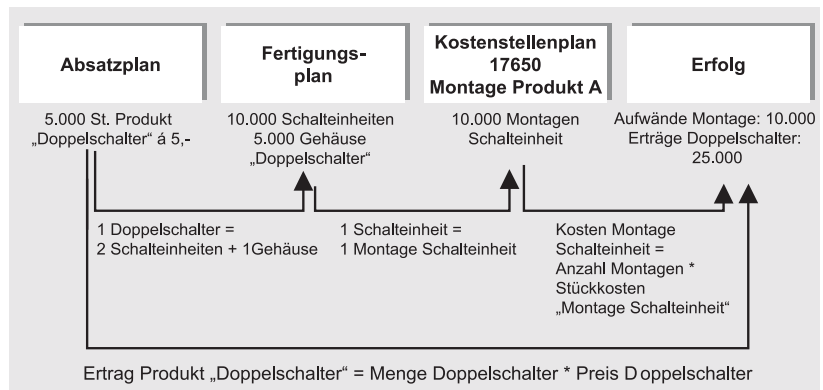 Absatzplan
Fertigungs-
plan
Kostenstellenplan
17650
Montage Produkt A
Erfolg
5.000 St. Produkt
„Doppelschalter“ á 5,-
10.000 Schalteinheiten
5.000 Gehäuse
„Doppelschalter“
10.000 Montagen
Schalteinheit
Aufwände Montage: 10.000
Erträge Doppelschalter:
25.000
1 Doppelschalter =
2 Schalteinheiten + 1Gehäuse
1 Schalteinheit =
1 Montage Schalteinheit
Kosten Montage
Schalteinheit =
Anzahl Montagen *
Stückkosten
„Montage Schalteinheit“
Ertrag Produkt „Doppelschalter“ = Menge Doppelschalter * Preis Doppelschalter